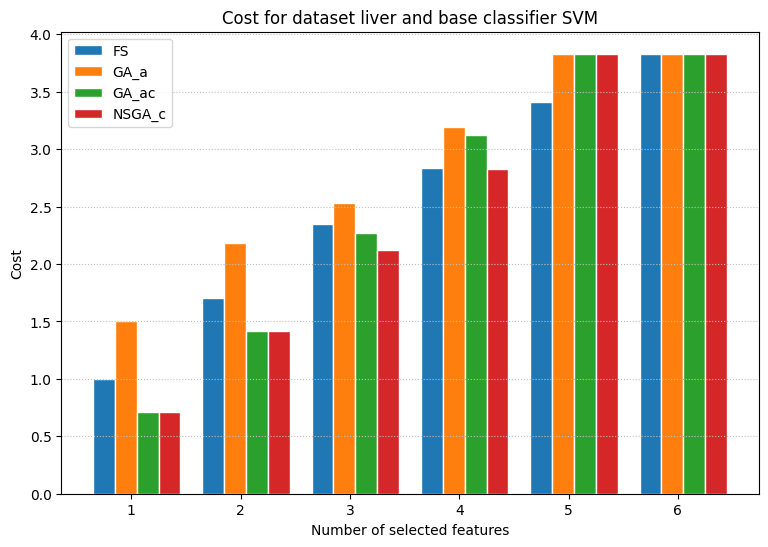 Cost for dataset liver and base classifier SVM
FS
GA_a
GA_ac
NSGA_c
Cost
4.0
3.5
3.0
2.5
2.0
1.5
1.0
0.5
0.0
1 2 3 4 5 6
Number of selected features